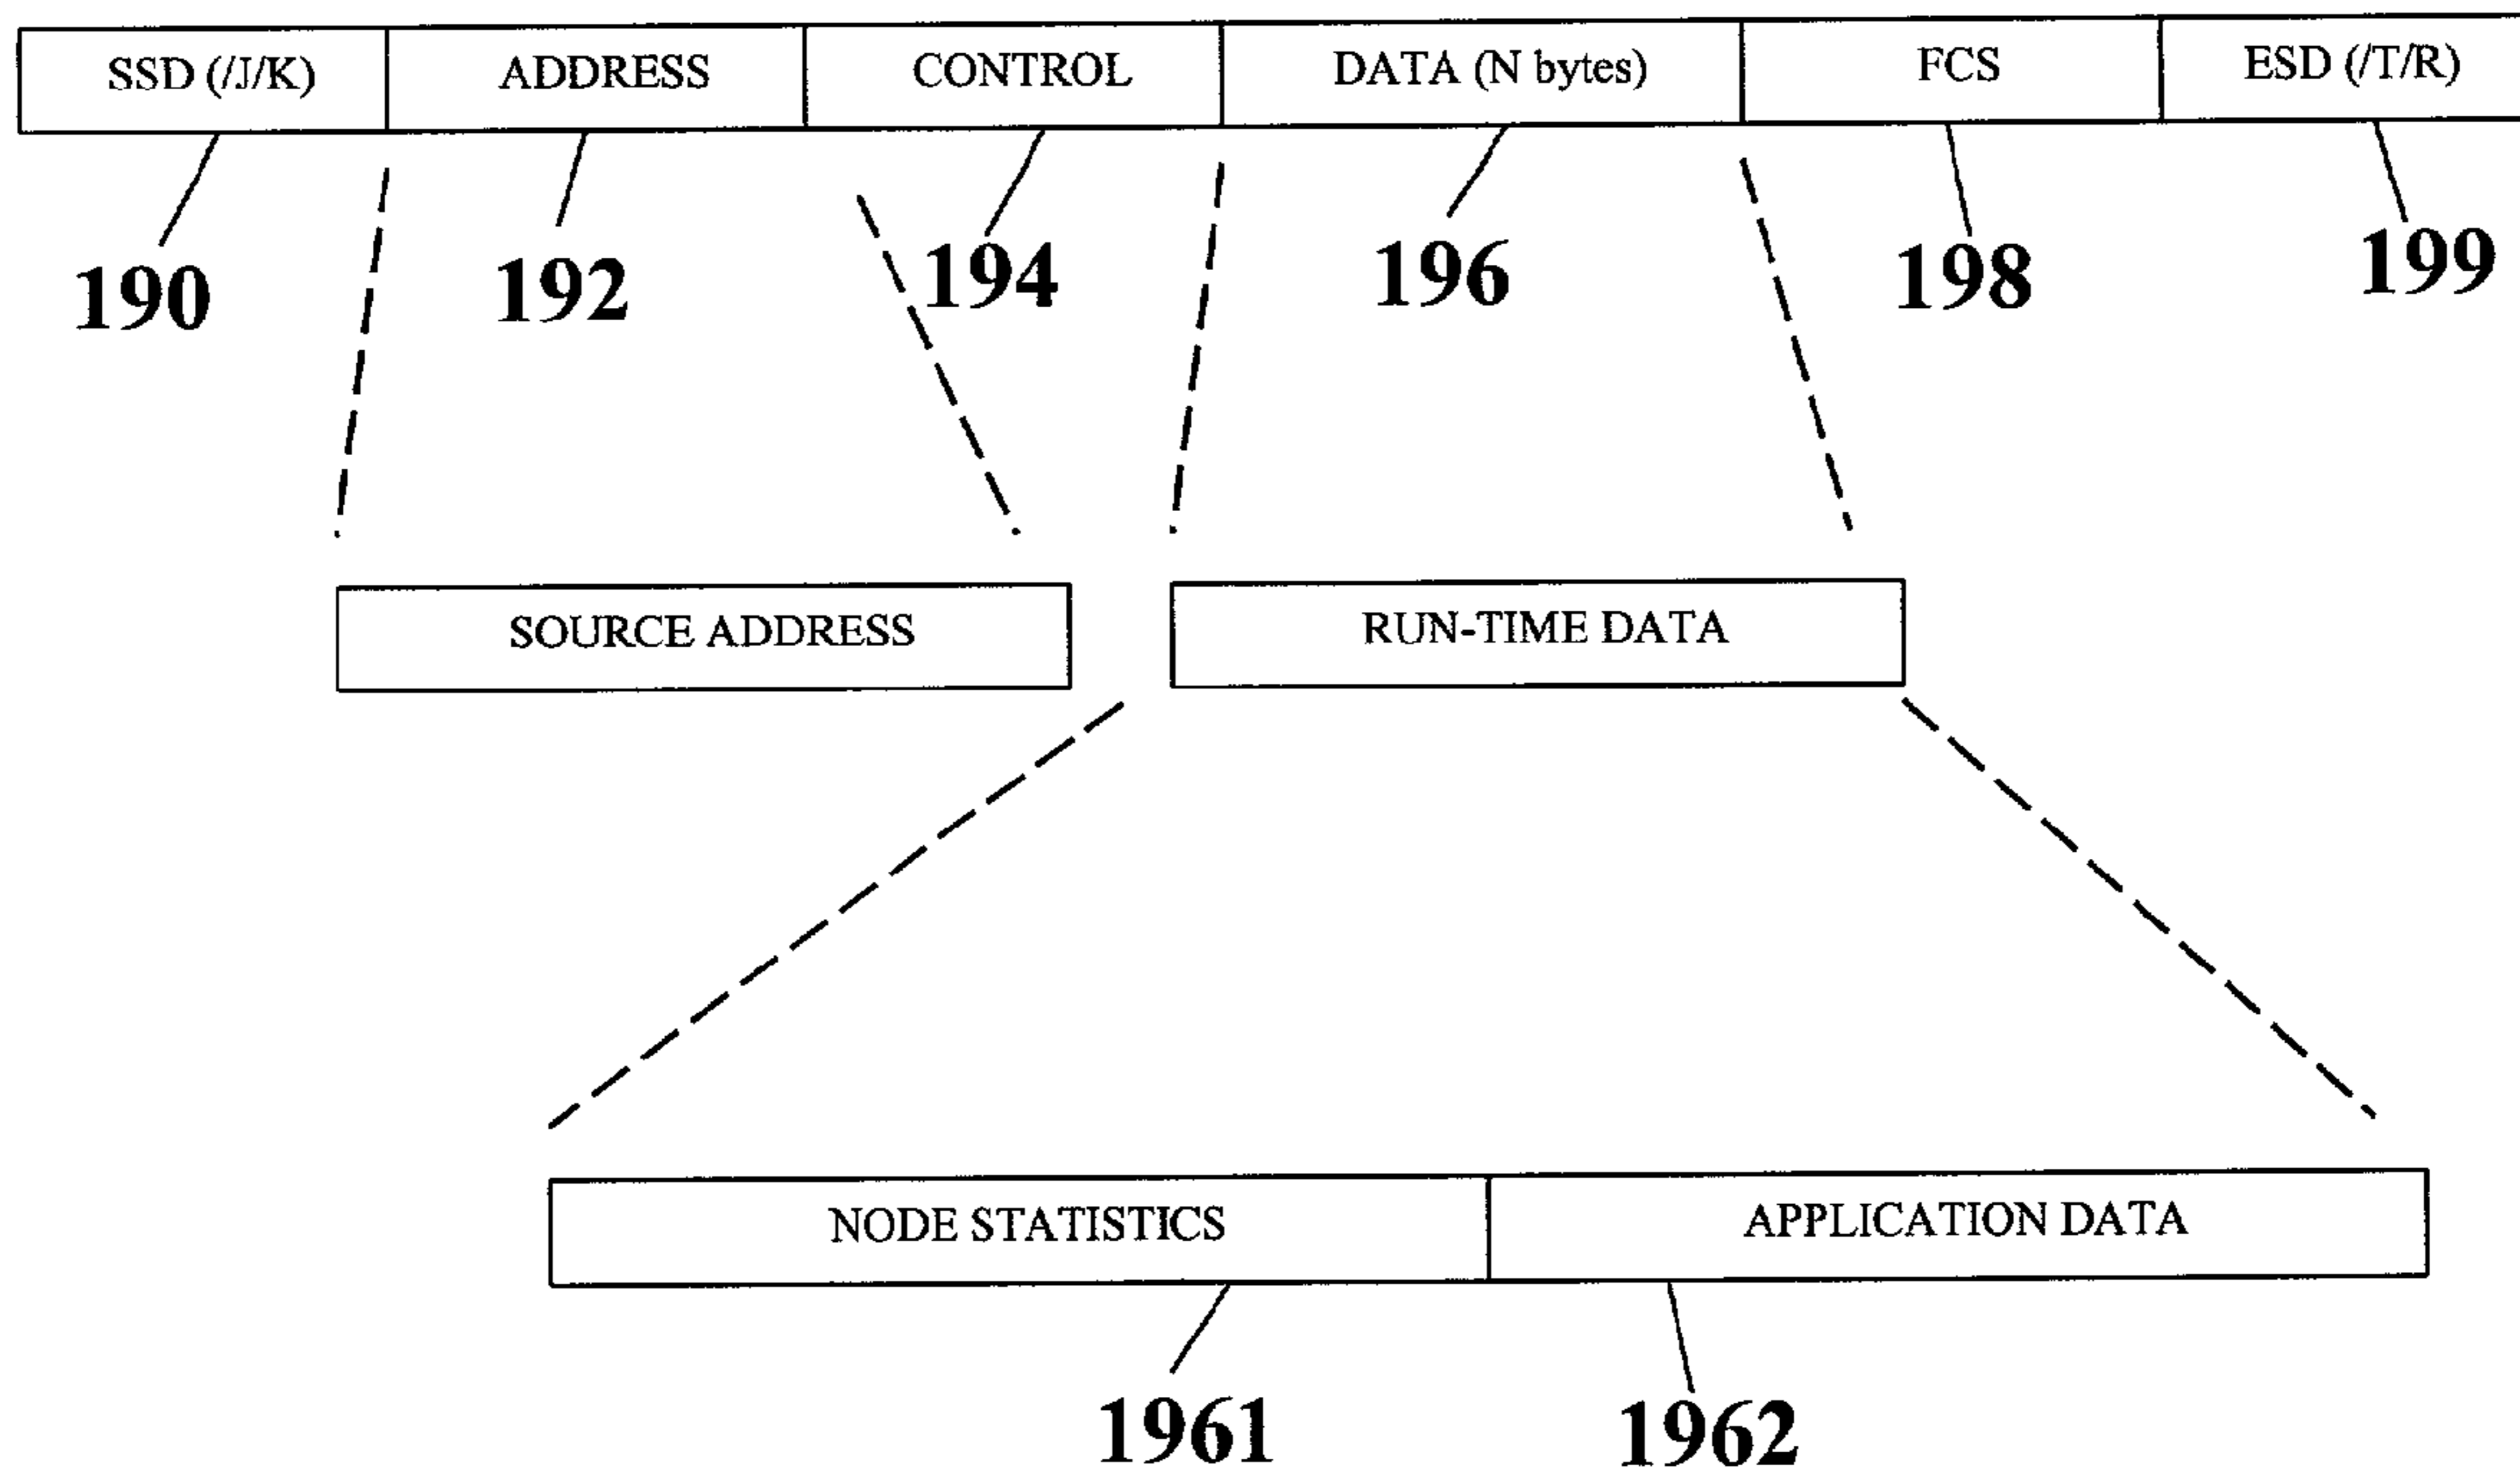 SSD (/J/K) ADDRESS CONTROL DATA (N bytes) FCS ESD (/T/R)
190 192 194 196 198 199
SOURCE ADDRESS RUN-TIME DATA
NODE STATISTICS APPLICATION DATA
1961 1962